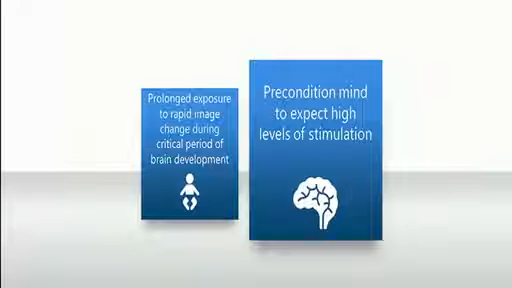 Prolonged exposure
to rapid image
change during
critical period of
brain development
Precondition mind
to expect high
levels of stimulation